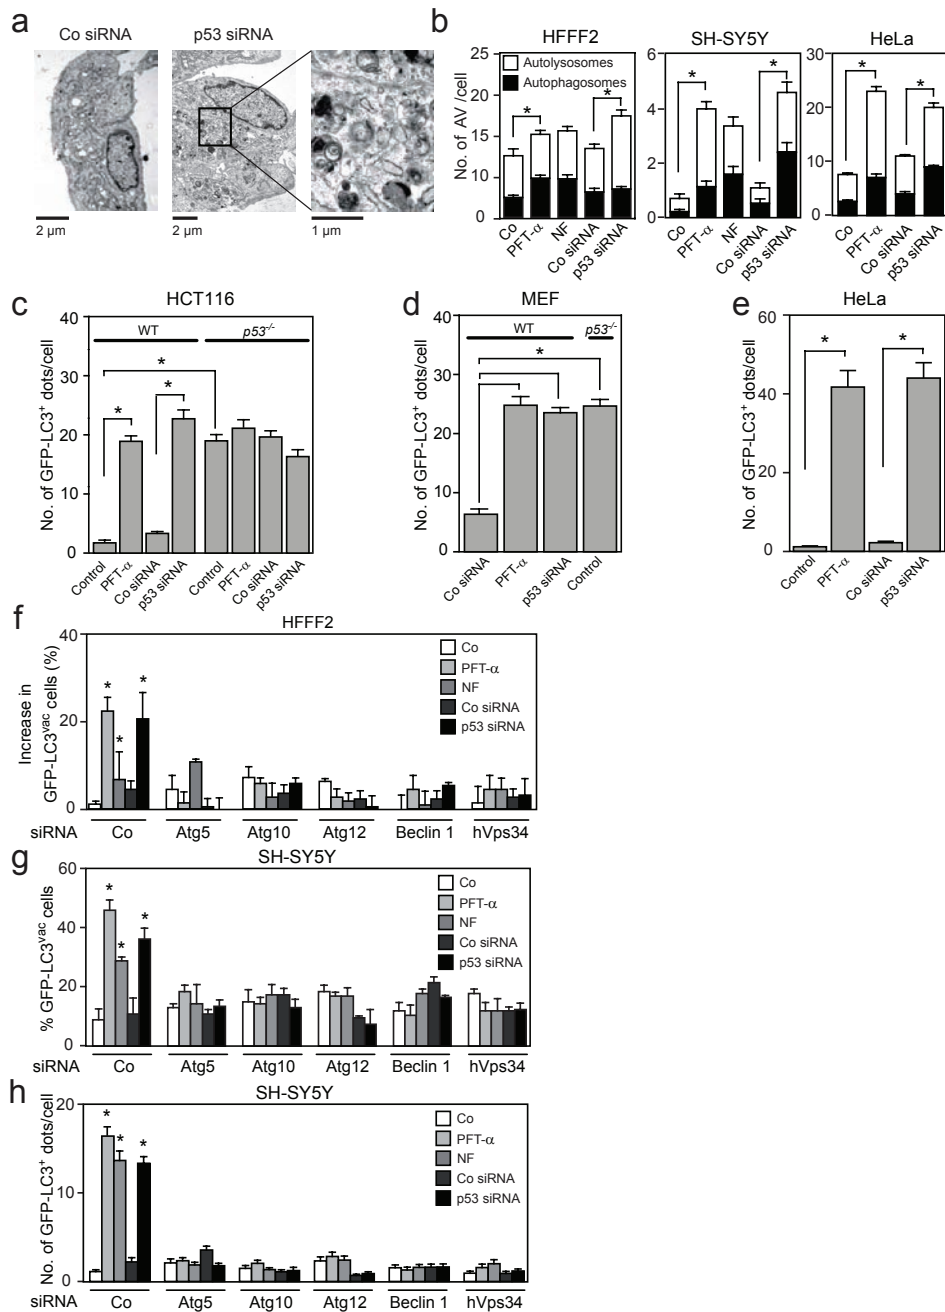 a
Co siRNA
p53 siRNA
2 μm
2 μm
1 μm
b
HFFF2
SH-SY5Y
HeLa
No. of AV /cell
25
20
15
10
5
0
Autolysosomes
Autophagosomes
*
*
6
4
2
0
*
*
30
20
10
0
*
*
Co
PFT-α
NF
Co siRNA
p53 siRNA
Co
PFT-α
NF
Co siRNA
p53 siRNA
Co
PFT-α
Co siRNA
p53 siRNA
c
HCT116
No. of GFP-LC3+ dots/cell
40
30
20
10
0
WT
p53-/-
*
*
*
Control
PFT-α
Co siRNA
p53 siRNA
Control
PFT-α
Co siRNA
p53 siRNA
d
MEF
No. of GFP-LC3+ dots/cell
40
30
20
10
0
WT
p53-/-
*
Co siRNA
PFT-α
p53 siRNA
Control
e
HeLa
No. of GFP-LC3+ dots/cell
60
40
20
0
*
*
Control
PFT-α
Co siRNA
p53 siRNA
f
HFFF2
Increase in
GFP-LC3vac cells (%)
40
20
0
*
*
*
Co
PFT-α
NF
Co siRNA
p53 siRNA
siRNA
Co
Atg5
Atg10
Atg12
Beclin 1
hVps34
g
SH-SY5Y
% GFP-LC3vac cells
60
40
20
0
*
*
*
Co
PFT-α
NF
Co siRNA
p53 siRNA
siRNA
Co
Atg5
Atg10
Atg12
Beclin 1
hVps34
h
SH-SY5Y
No. of GFP-LC3+ dots/cell
20
10
0
*
*
*
Co
PFT-α
NF
Co siRNA
p53 siRNA
siRNA
Co
Atg5
Atg10
Atg12
Beclin 1
hVps34